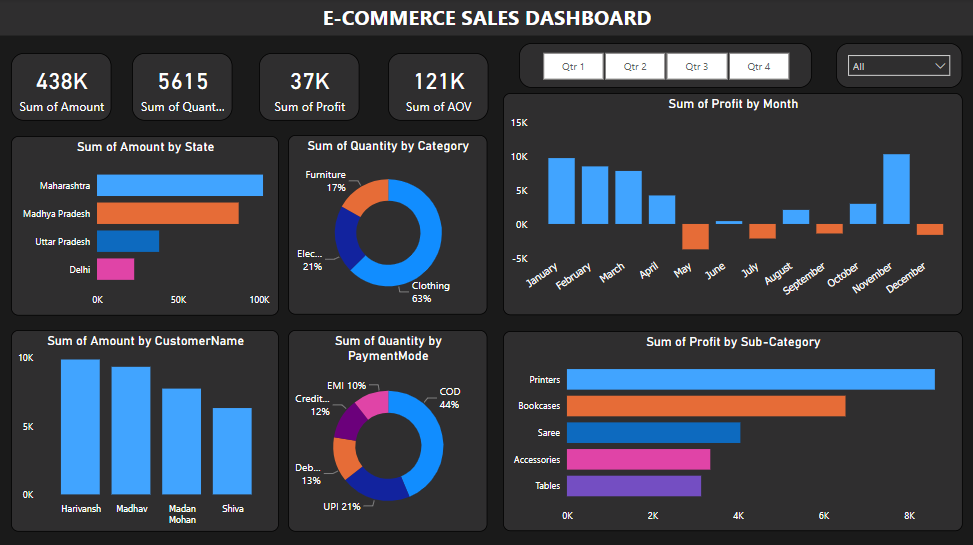 E-COMMERCE SALES DASHBOARD
438K
Sum of Amount
5615
Sum of Quant...
37K
Sum of Profit
121K
Sum of AOV
Qtr 1
Qtr 2
Qtr 3
Qtr 4
All
Sum of Amount by State
Maharashtra
Madhya Pradesh
Uttar Pradesh
Delhi
0K 50K 100K
Sum of Quantity by Category
Furniture
17%
Elec...
21%
Clothing
63%
Sum of Profit by Month
15K
10K
5K
0K
-5K
January February March April May June July August September October November December
Sum of Amount by CustomerName
10K
5K
0K
Harivansh Madhav Madan Shiva
Mohan
Sum of Quantity by
PaymentMode
EMI 10%
COD
44%
Credit...
12%
Deb...
13%
UPI 21%
Sum of Profit by Sub-Category
Printers
Bookcases
Saree
Accessories
Tables
0K 2K 4K 6K 8K